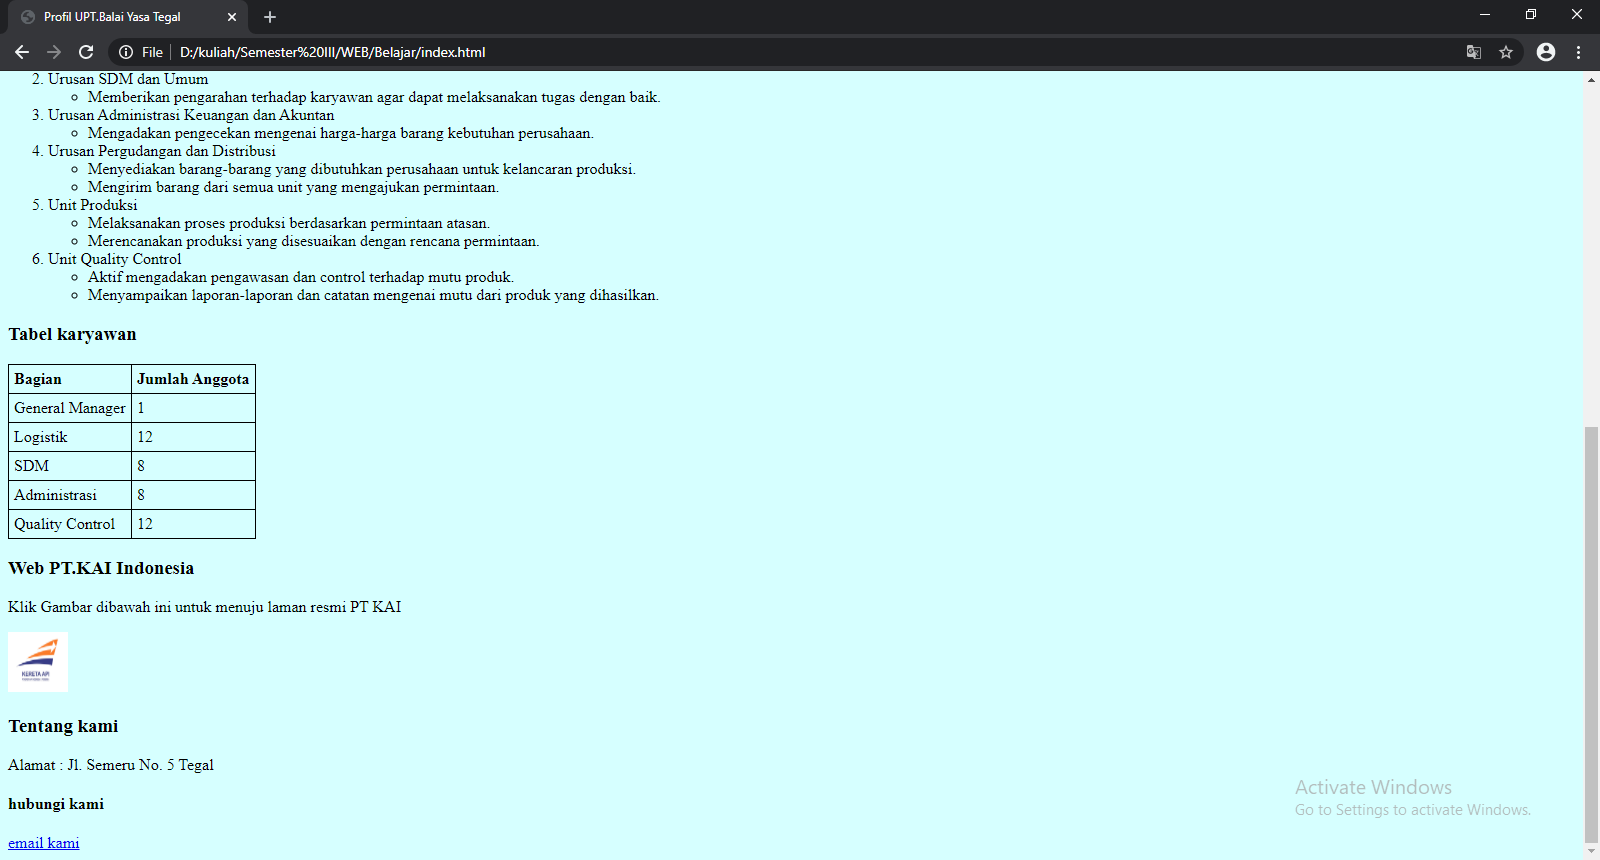 Profil UPT.Balai Yasa Tegal
File D:/kuliah/Semester%20III/WEB/Belajar/index.html
2. Urusan SDM dan Umum
Memberikan pengarahan terhadap karyawan agar dapat melaksanakan tugas dengan baik.
3. Urusan Administrasi Keuangan dan Akuntan
Mengadakan pengecekan mengenai harga-harga barang kebutuhan perusahaan.
4. Urusan Pergudangan dan Distribusi
Menyediakan barang-barang yang dibutuhkan perusahaan untuk kelancaran produksi.
Mengirim barang dari semua unit yang mengajukan permintaan.
5. Unit Produksi
Melaksanakan proses produksi berdasarkan permintaan atasan.
Merencanakan produksi yang disesuaikan dengan rencana permintaan.
6. Unit Quality Control
Aktif mengadakan pengawasan dan control terhadap mutu produk.
Menyampaikan laporan-laporan dan catatan mengenai mutu dari produk yang dihasilkan.
Tabel karyawan
Bagian Jumlah Anggota
General Manager 1
Logistik 12
SDM 8
Administrasi 8
Quality Control 12
Web PT.KAI Indonesia
Klik Gambar dibawah ini untuk menuju laman resmi PT KAI
KERETA API
Tentang kami
Alamat : Jl. Semeru No. 5 Tegal
hubungi kami
email kami
Activate Windows
Go to Settings to activate Windows.